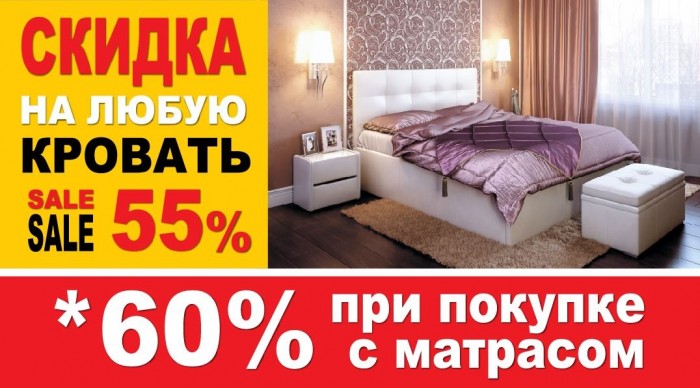 СКИДКА
НА ЛЮБУЮ
КРОВАТЬ
SALE
SALE 55%
*60% при покупке
с матрасом